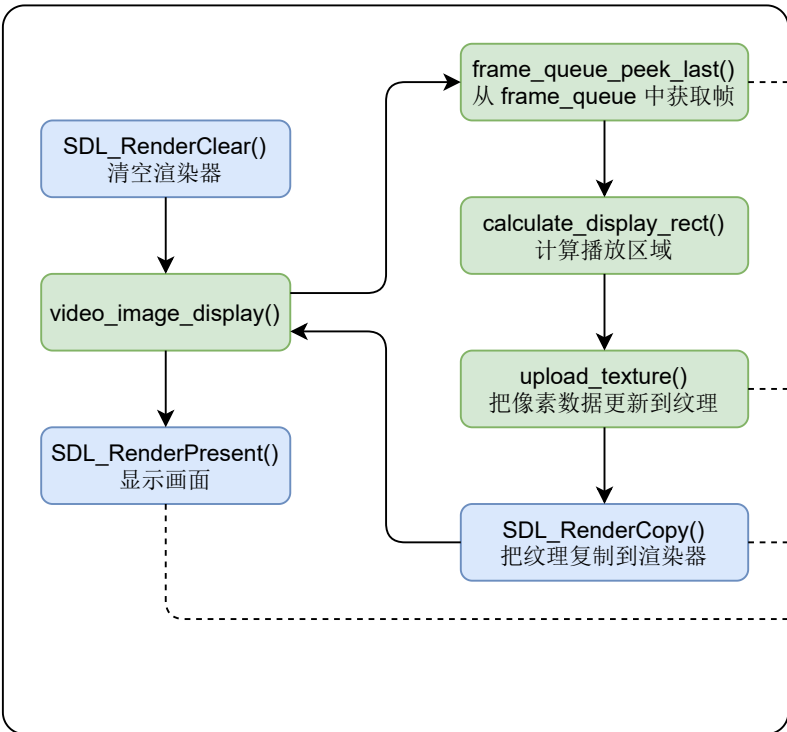 SDL_RenderClear()
清空渲染器
video_image_display()
SDL_RenderPresent()
显示画面
frame_queue_peek_last()
从 frame_queue 中获取帧
calculate_display_rect()
计算播放区域
upload_texture()
把像素数据更新到纹理
SDL_RenderCopy()
把纹理复制到渲染器